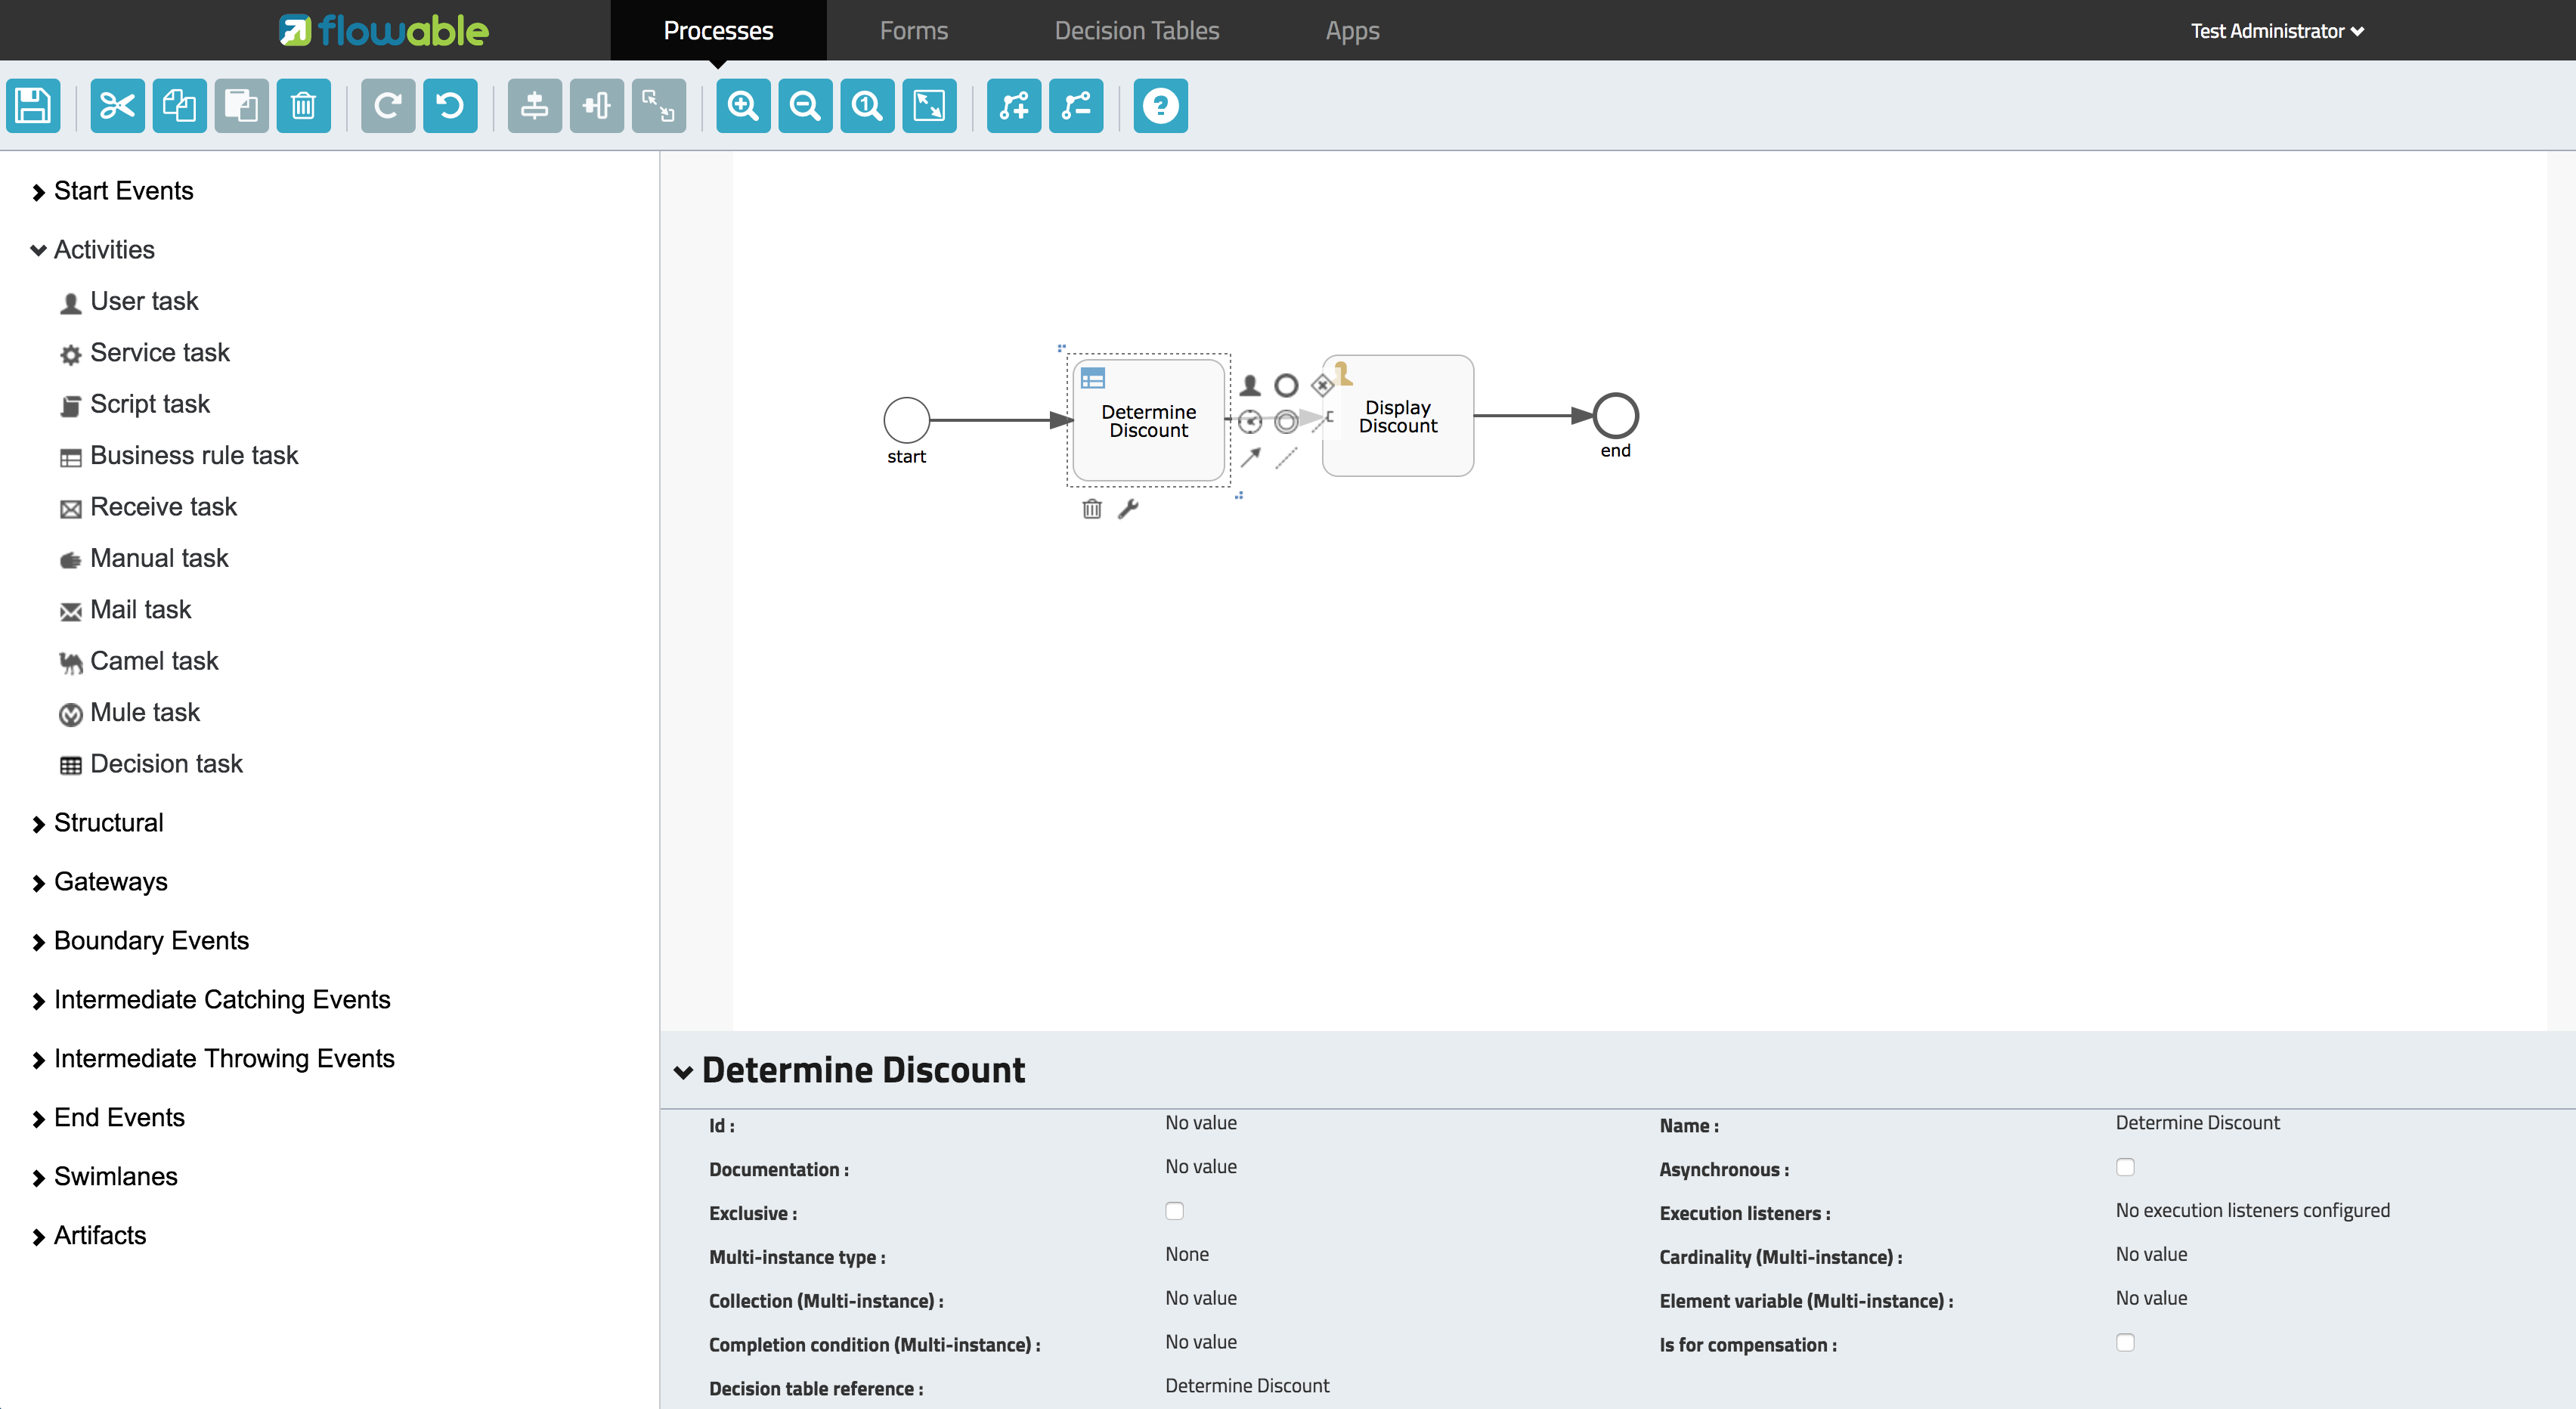 flowable
Processes
Forms
Decision Tables
Apps
Test Administrator
1
?
Start Events
Activities
User task
Service task
Script task
Business rule task
Receive task
Manual task
Mail task
Camel task
Mule task
Decision task
Structural
Gateways
Boundary Events
Intermediate Catching Events
Intermediate Throwing Events
End Events
Swimlanes
Artifacts
start
Determine
Discount
Display
Discount
end
Determine Discount
Id : No value
Name : Determine Discount
Documentation : No value
Asynchronous :
Exclusive :
Execution listeners : No execution listeners configured
Multi-instance type : None
Cardinality (Multi-instance) : No value
Collection (Multi-instance) : No value
Element variable (Multi-instance) : No value
Completion condition (Multi-instance) : No value
Is for compensation :
Decision table reference : Determine Discount